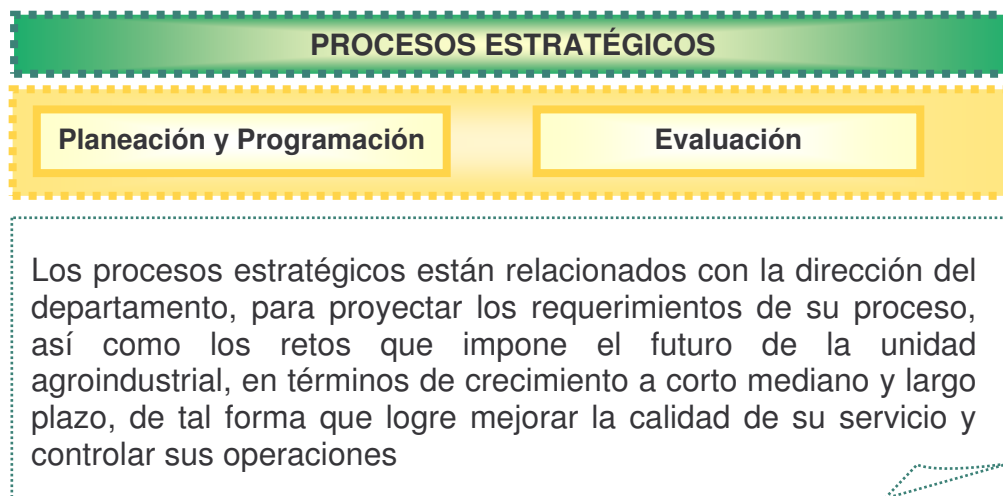 PROCESOS ESTRATÉGICOS
Planeación y Programación
Evaluación
Los procesos estratégicos están relacionados con la dirección del
departamento, para proyectar los requerimientos de su proceso,
así como los retos que impone el futuro de la unidad
agroindustrial, en términos de crecimiento a corto mediano y largo
plazo, de tal forma que logre mejorar la calidad de su servicio y
controlar sus operaciones